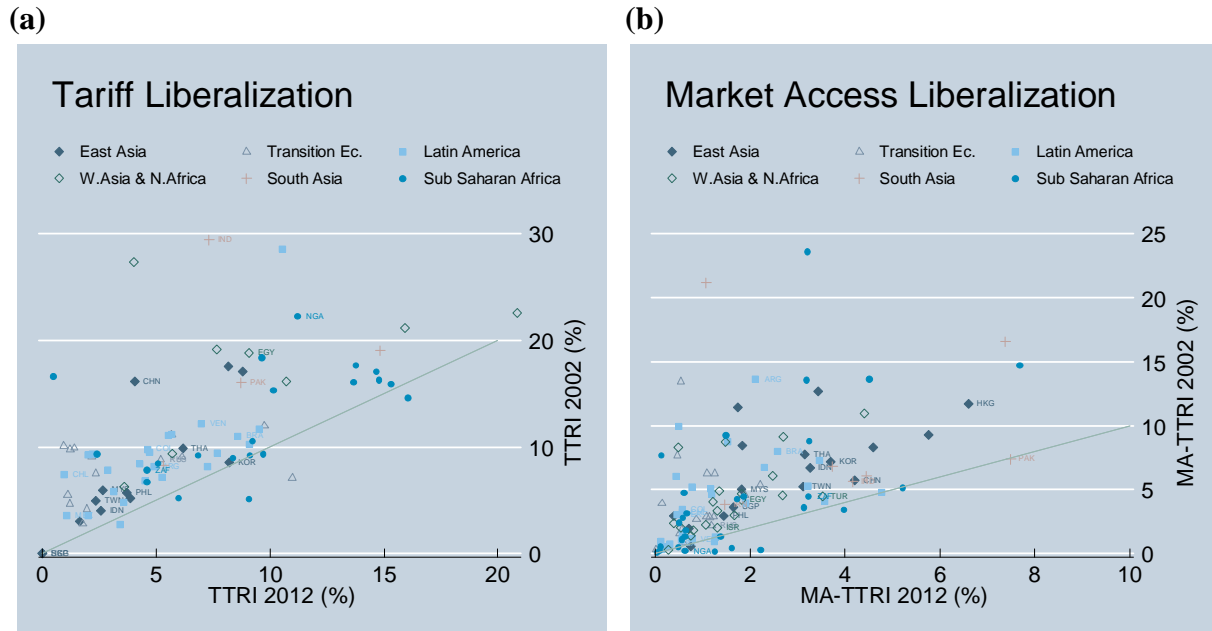 (a)
Tariff Liberalization
East Asia
Transition Ec.
Latin America
W.Asia & N.Africa
South Asia
Sub Saharan Africa
30
IND
NGA
20
EGY
CHN
PAK
VEN
10
THA
KOR
CHL
ZAF
PHL
TWN
IDN
0
0
5
10
15
20
TTRI 2012 (%)
TTRI 2002 (%)
(b)
Market Access Liberalization
East Asia
Transition Ec.
Latin America
W.Asia & N.Africa
South Asia
Sub Saharan Africa
25
20
15
ARG
HKG
10
THA
KOR
PAK
IDN
CHN
5
MYS
TWN
EGY
TUR
ISR
NGA
0
0
2
4
6
8
10
MA-TTRI 2012 (%)
MA-TTRI 2002 (%)